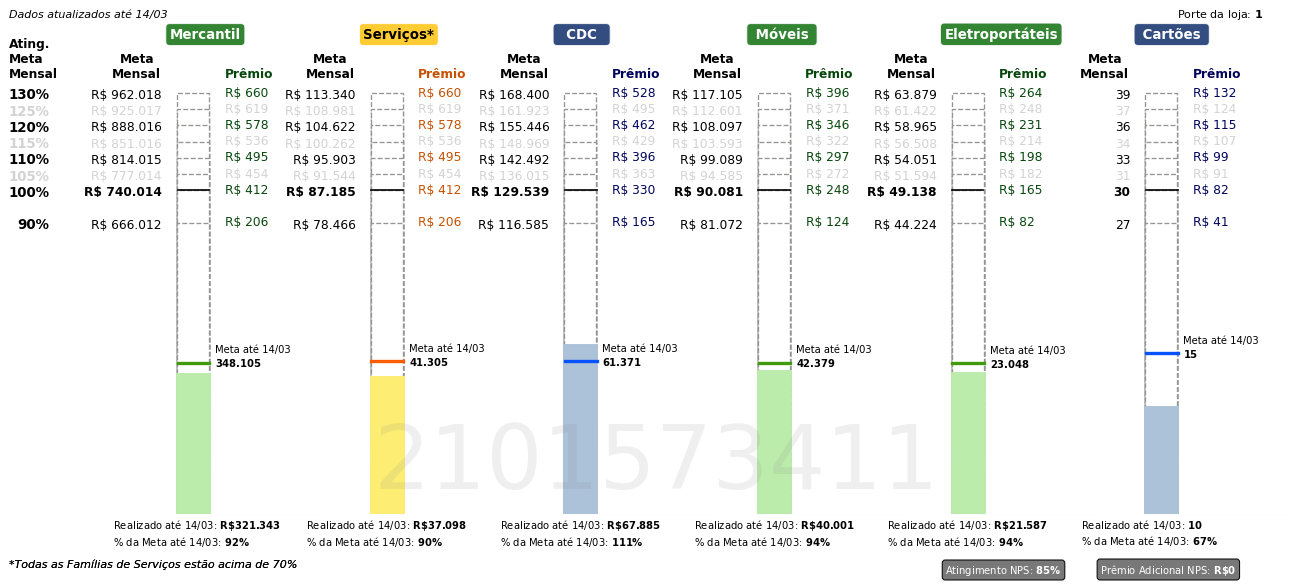 Dados atualizados até 14/03 Porte da loja: 1
Mercantil Serviços* CDC Móveis Eletroportáteis Cartões
Ating. Meta Mensal Meta Mensal Prêmio Meta Mensal Prêmio Meta Mensal Prêmio Meta Mensal Prêmio Meta Mensal Prêmio Meta Mensal Prêmio
130% R$ 962.018 R$ 660 R$ 113.340 R$ 660 R$ 168.400 R$ 528 R$ 117.105 R$ 396 R$ 63.879 R$ 264 39 R$ 132
125% R$ 925.017 R$ 619 R$ 108.981 R$ 619 R$ 161.923 R$ 495 R$ 112.601 R$ 371 R$ 61.422 R$ 248 37 R$ 124
120% R$ 888.016 R$ 578 R$ 104.622 R$ 578 R$ 155.446 R$ 462 R$ 108.097 R$ 346 R$ 58.965 R$ 231 36 R$ 115
115% R$ 851.016 R$ 536 R$ 100.262 R$ 536 R$ 148.969 R$ 429 R$ 103.593 R$ 322 R$ 56.508 R$ 214 34 R$ 107
110% R$ 814.015 R$ 495 R$ 95.903 R$ 495 R$ 142.492 R$ 396 R$ 99.089 R$ 297 R$ 54.051 R$ 198 33 R$ 99
105% R$ 777.014 R$ 454 R$ 91.544 R$ 454 R$ 136.015 R$ 363 R$ 94.585 R$ 272 R$ 51.594 R$ 182 31 R$ 91
100% R$ 740.014 R$ 412 R$ 87.185 R$ 412 R$ 129.539 R$ 330 R$ 90.081 R$ 248 R$ 49.138 R$ 165 30 R$ 82
90% R$ 666.012 R$ 206 R$ 78.466 R$ 206 R$ 116.585 R$ 165 R$ 81.072 R$ 124 R$ 44.224 R$ 82 27 R$ 41
Meta até 14/03 Meta até 14/03 Meta até 14/03 Meta até 14/03 Meta até 14/03 Meta até 14/03
348.105 41.305 61.371 42.379 23.048 15
2101573411
Realizado até 14/03: R$321.343 Realizado até 14/03: R$37.098 Realizado até 14/03: R$67.885 Realizado até 14/03: R$40.001 Realizado até 14/03: R$21.587 Realizado até 14/03: 10
% da Meta até 14/03: 92% % da Meta até 14/03: 90% % da Meta até 14/03: 111% % da Meta até 14/03: 94% % da Meta até 14/03: 94% % da Meta até 14/03: 67%
*Todas as Famílias de Serviços estão acima de 70% Atingimento NPS: 85% Prêmio Adicional NPS: R$0